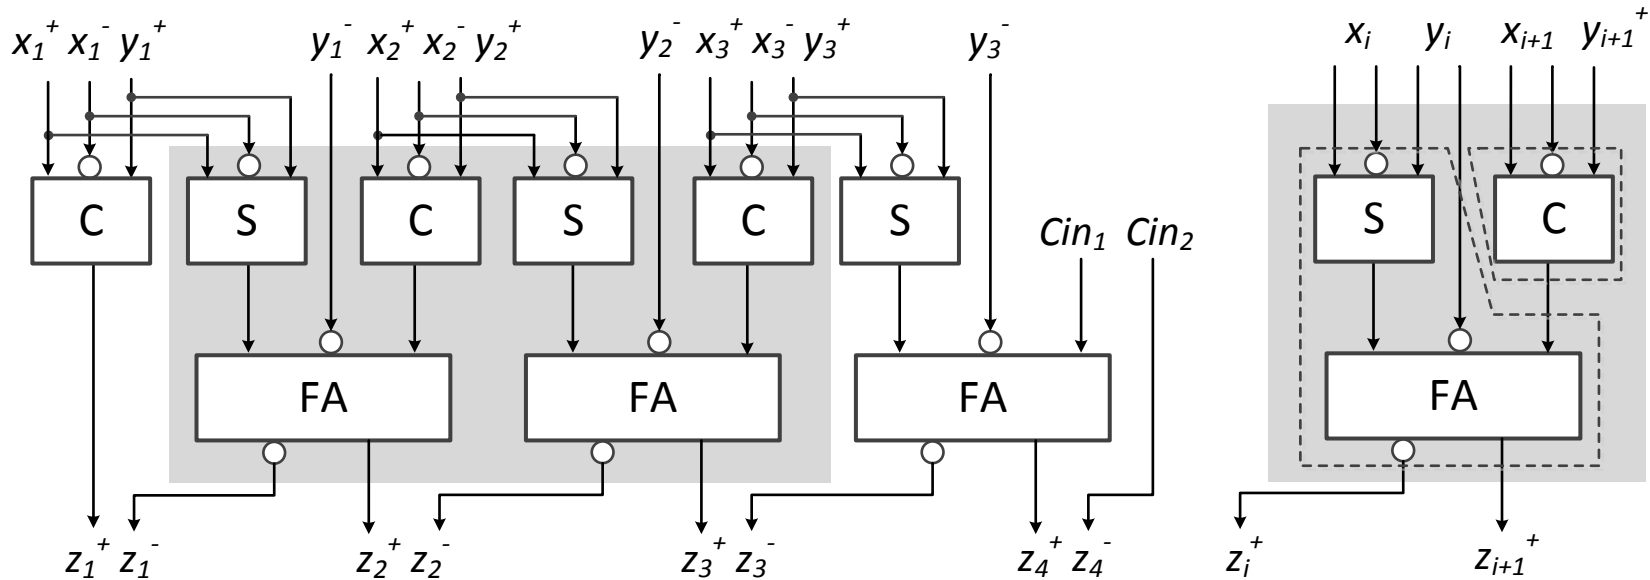 x₁⁺ x₁⁻ y₁⁺ y₁⁻ x₂⁺ x₂⁻ y₂⁺ y₂⁻ x₃⁺ x₃⁻ y₃⁺ y₃⁻ xᵢ yᵢ xᵢ₊₁ yᵢ₊₁⁺
C S C S C S Cin₁ Cin₂ S C
FA FA FA FA
z₁⁺ z₁⁻ z₂⁺ z₂⁻ z₃⁺ z₃⁻ z₄⁺ z₄⁻ zᵢ⁺ zᵢ₊₁⁺